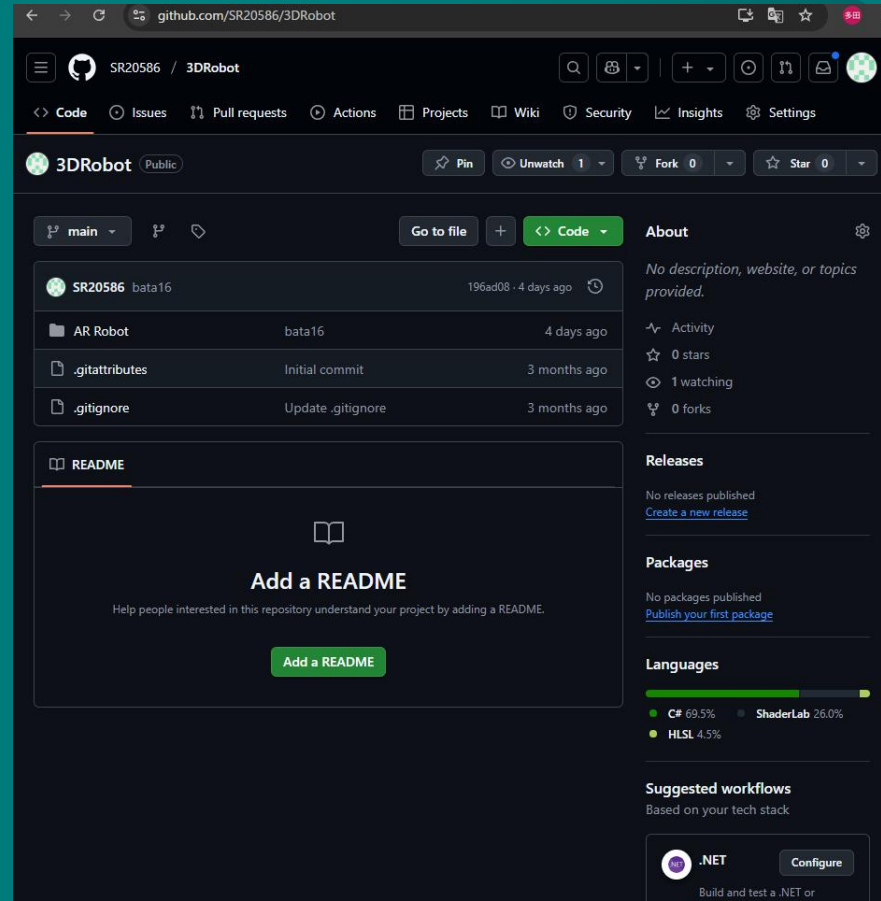 github.com/SR20586/3DRobot
多田
SR20586 / 3DRobot
Code Issues Pull requests Actions Projects Wiki Security Insights Settings
3DRobot Public Pin Unwatch 1 Fork 0 Star 0
main Go to file Code
SR20586 bata16 196ad08 · 4 days ago
AR Robot bata16 4 days ago
.gitattributes Initial commit 3 months ago
.gitignore Update .gitignore 3 months ago
README
Add a README
Help people interested in this repository understand your project by adding a README.
Add a README
About
No description, website, or topics
provided.
Activity
0 stars
1 watching
0 forks
Releases
No releases published
Create a new release
Packages
No packages published
Publish your first package
Languages
C# 69.5% ShaderLab 26.0%
HLSL 4.5%
Suggested workflows
Based on your tech stack
.NET
.NET Configure
Build and test a .NET or